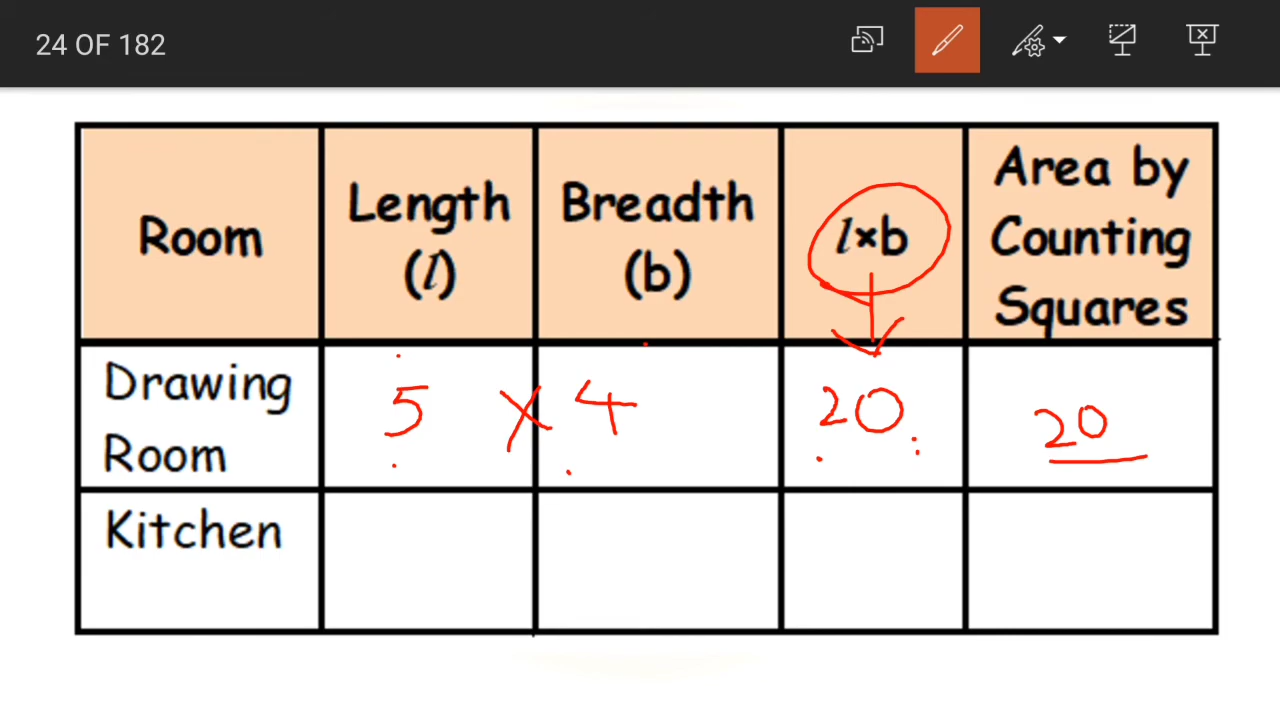 24 OF 182
Room
Length
(l)
Breadth
(b)
l×b
Area by
Counting
Squares
Drawing
Room
5 × 4
20
20
Kitchen